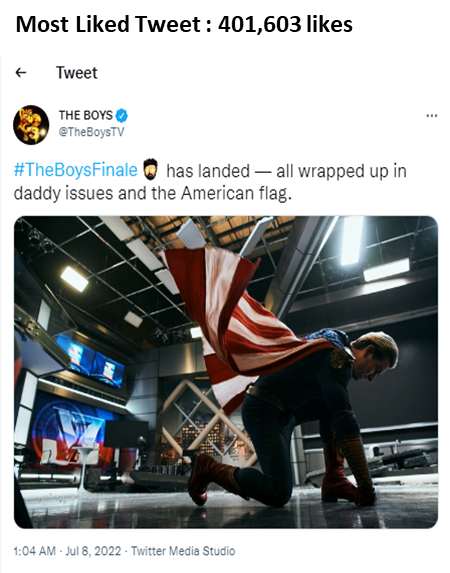 Most Liked Tweet : 401,603 likes
← Tweet
THE BOYS
@TheBoysTV
...
#TheBoysFinale has landed — all wrapped up in
daddy issues and the American flag.
1:04 AM · Jul 8, 2022 · Twitter Media Studio